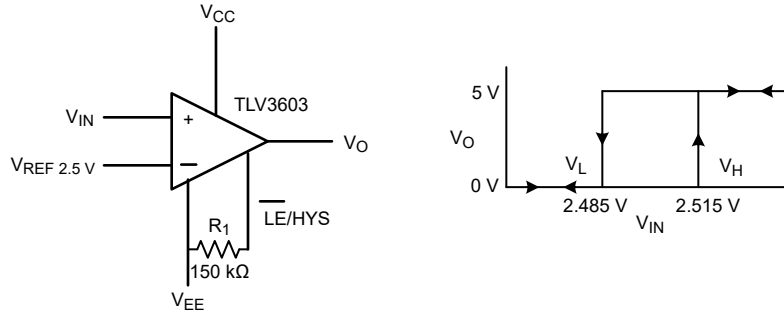 VCC
TLV3603
VIN
+
VREF 2.5 V
−
VO
LE/HYS
R1
150 kΩ
VEE
5 V
VO
VL
VH
0 V
2.485 V
2.515 V
VIN